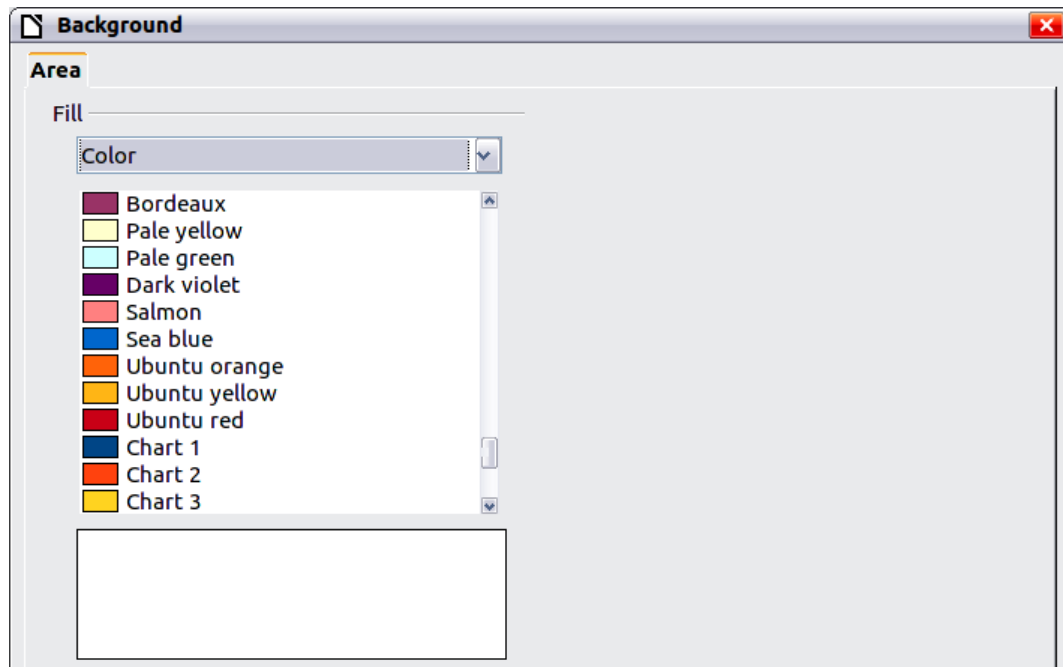 Background
Area
Fill
Color
Bordeaux
Pale yellow
Pale green
Dark violet
Salmon
Sea blue
Ubuntu orange
Ubuntu yellow
Ubuntu red
Chart 1
Chart 2
Chart 3